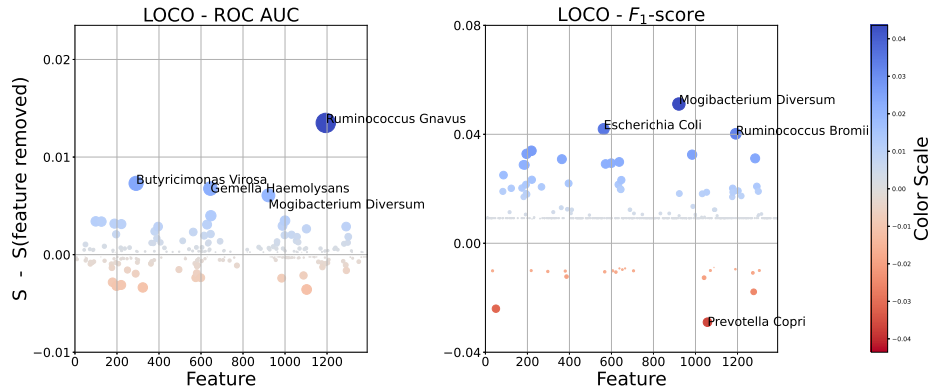 LOCO - ROC AUC
S - S(feature removed)
0.02
0.01
0.00
−0.01
Ruminococcus Gnavus
Butyricimonas Virosa
Gemella Haemolysans
Mogibacterium Diversum
0 200 400 600 800 1000 1200
Feature
LOCO - F1-score
0.08
0.04
0.00
−0.04
Mogibacterium Diversum
Escherichia Coli
Ruminococcus Bromii
Prevotella Copri
0 200 400 600 800 1000 1200
Feature
0.04
0.03
0.02
0.01
0.00
−0.01
−0.02
−0.03
−0.04
Color Scale